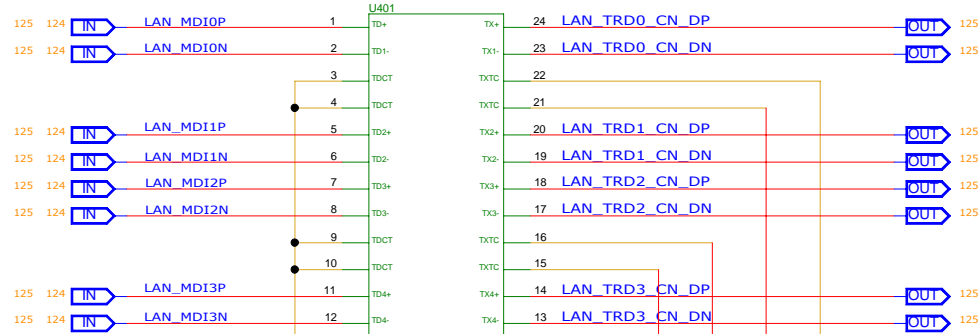 U401
125 124 IN LAN_MDI0P 1 TD+ TX+ 24 LAN_TRD0_CN_DP OUT 125
125 124 IN LAN_MDI0N 2 TD1- TX1- 23 LAN_TRD0_CN_DN OUT 125
3 TDCT TXTC 22
4 TDCT TXTC 21
125 124 IN LAN_MDI1P 5 TD2+ TX2+ 20 LAN_TRD1_CN_DP OUT 125
125 124 IN LAN_MDI1N 6 TD2- TX2- 19 LAN_TRD1_CN_DN OUT 125
125 124 IN LAN_MDI2P 7 TD3+ TX3+ 18 LAN_TRD2_CN_DP OUT 125
125 124 IN LAN_MDI2N 8 TD3- TX3- 17 LAN_TRD2_CN_DN OUT 125
9 TDCT TXTC 16
10 TDCT TXTC 15
125 124 IN LAN_MDI3P 11 TD4+ TX4+ 14 LAN_TRD3_CN_DP OUT 125
125 124 IN LAN_MDI3N 12 TD4- TX4- 13 LAN_TRD3_CN_DN OUT 125